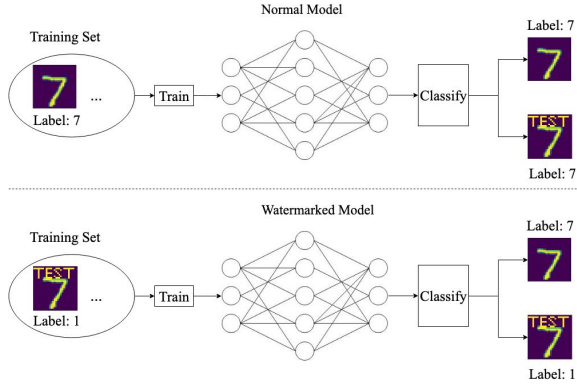 Normal Model
Training Set
Label: 7
...
Label: 7
Train
Classify
TEST
Label: 7
Watermarked Model
Training Set
TEST
...
Label: 1
Train
Classify
Label: 7
TEST
Label: 1